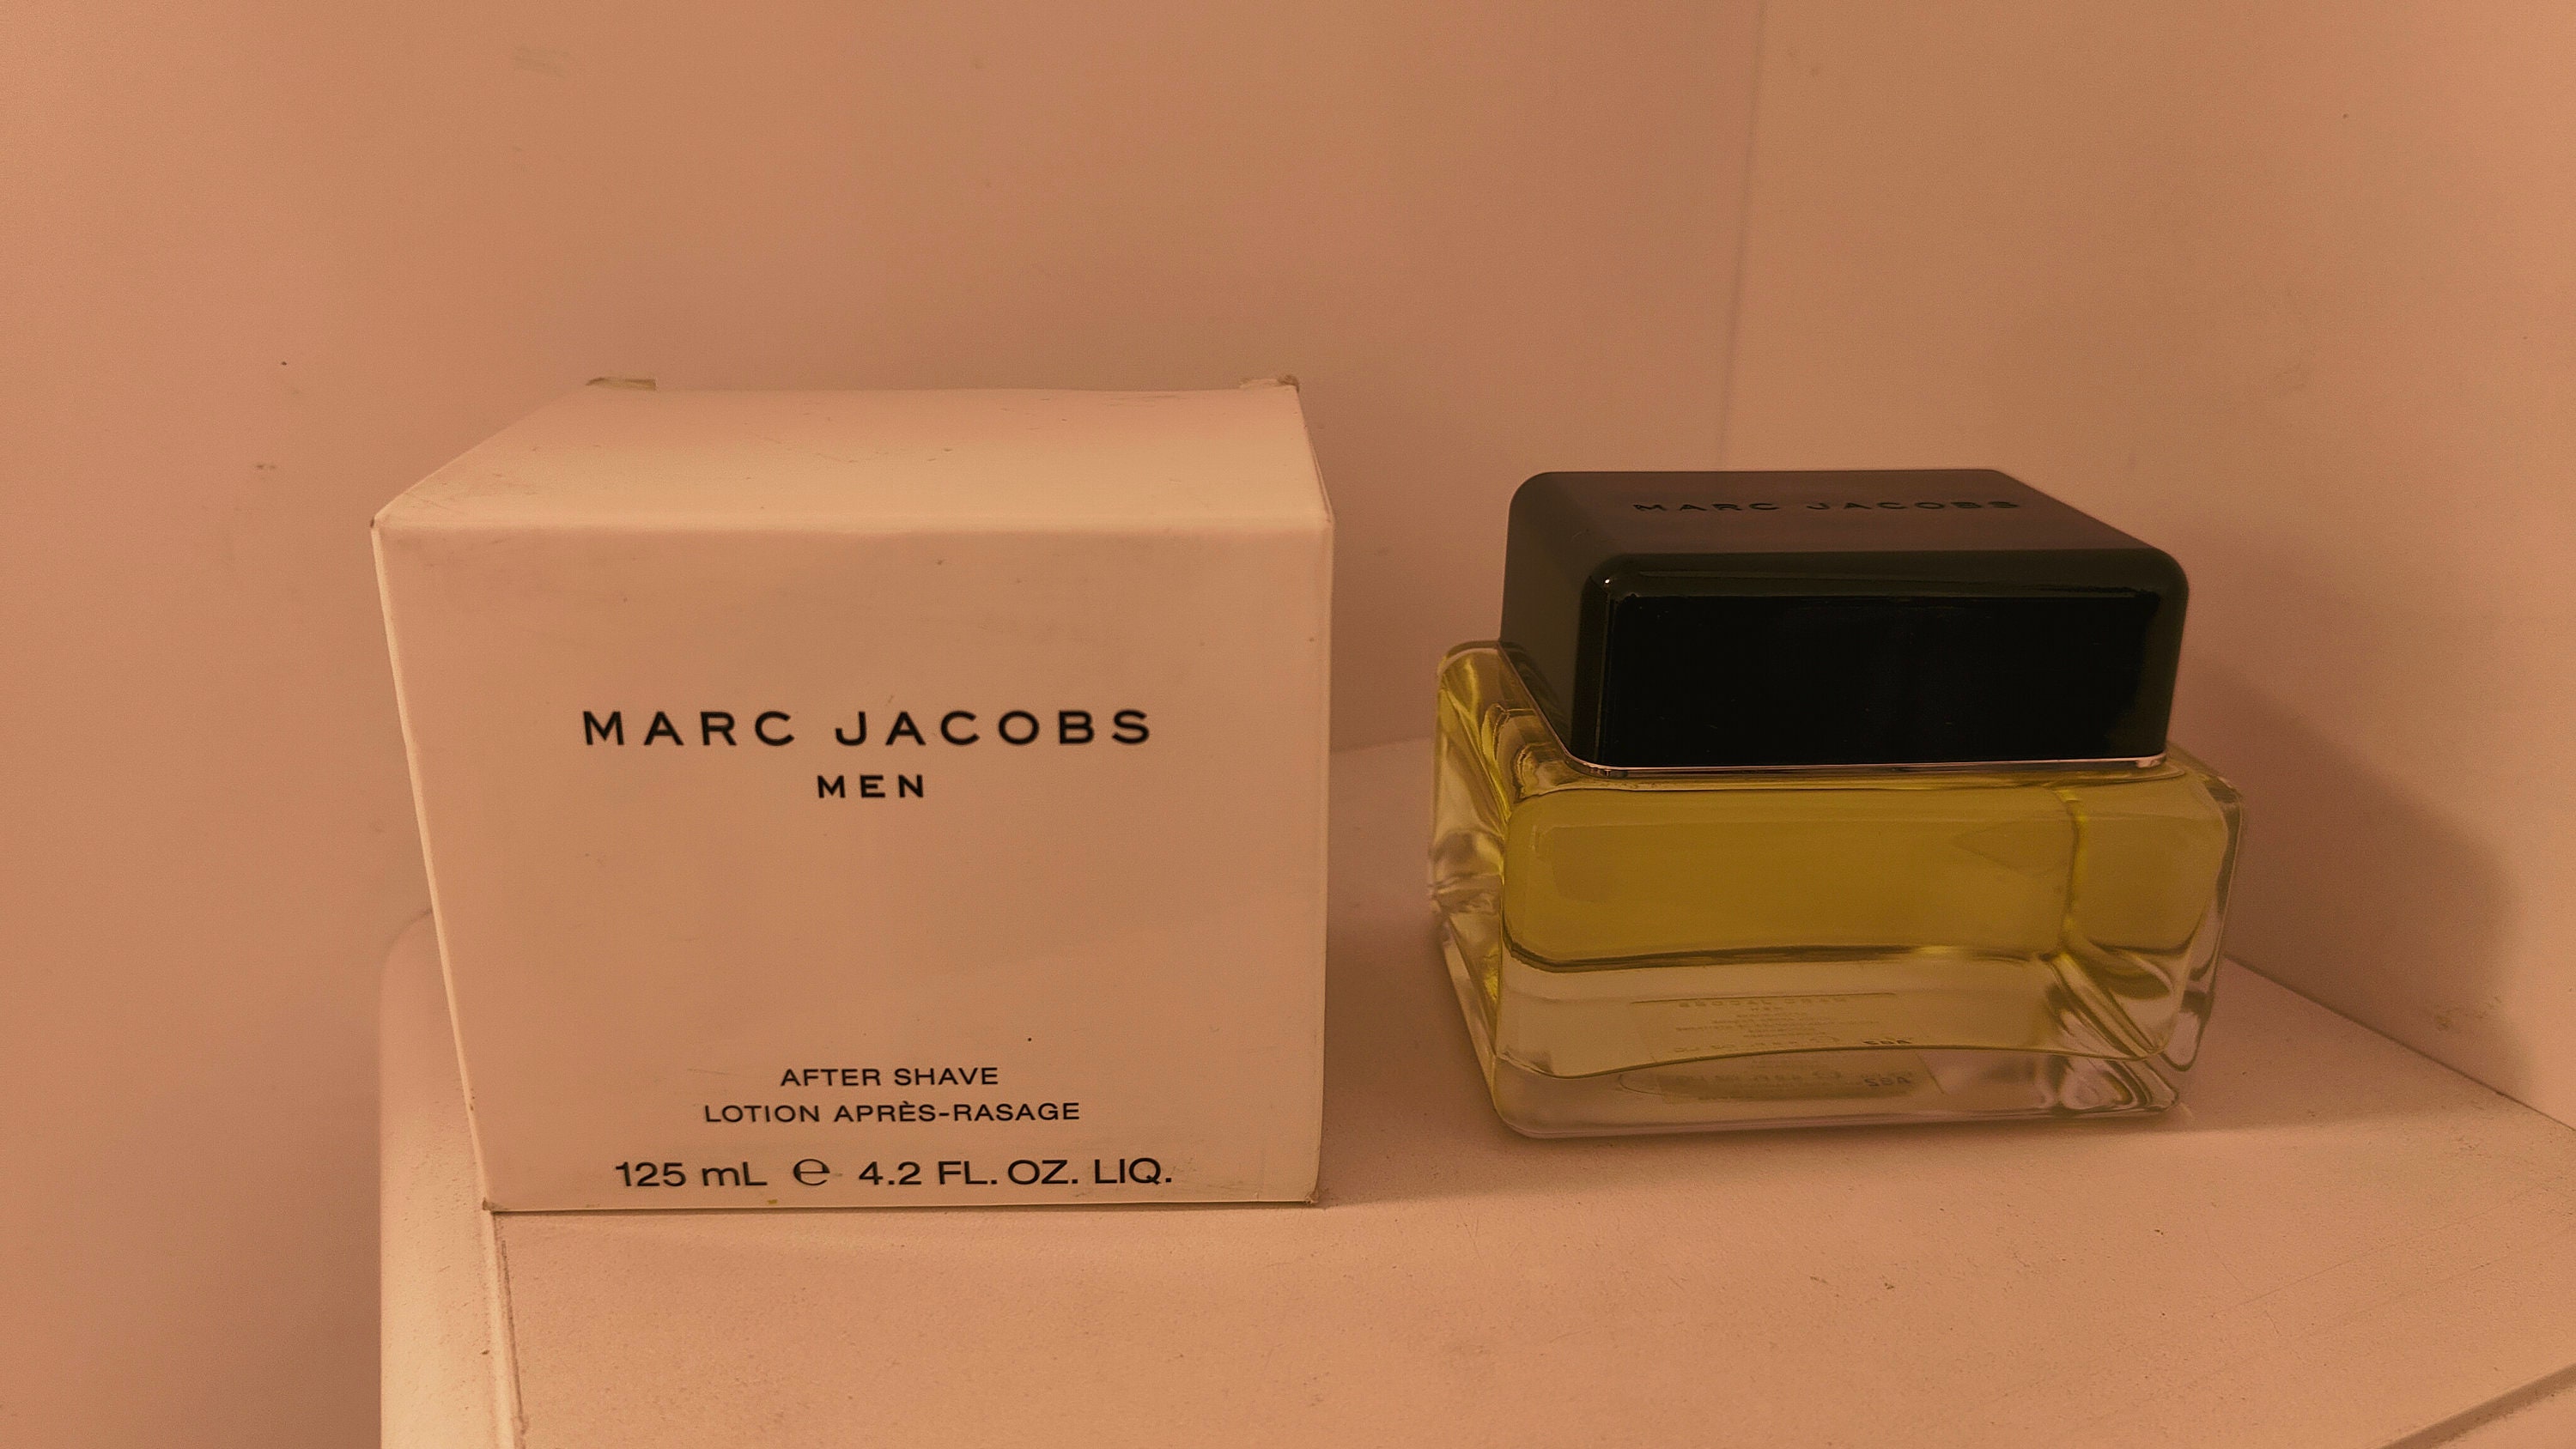 MARC JACOBS
MEN
AFTER SHAVE
LOTION APRÈS-RASAGE
125 mL ℮ 4.2 FL. OZ. LIQ.
MARC JACOBS